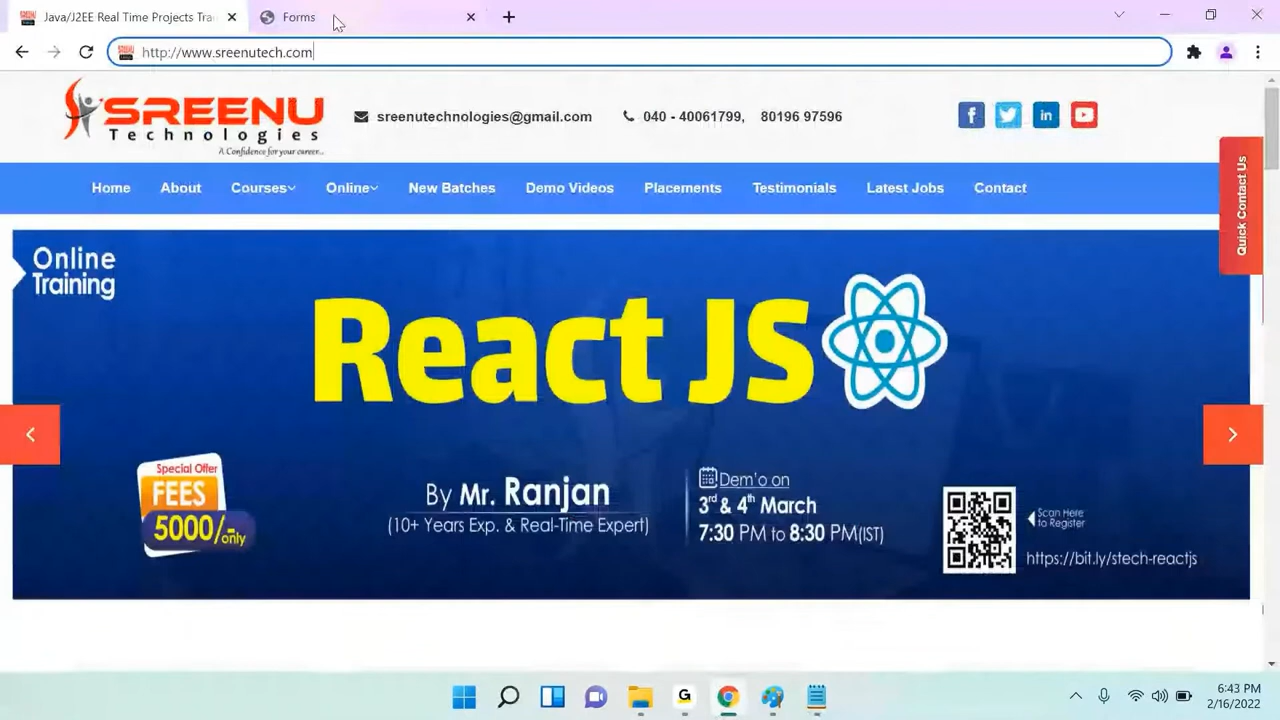 Java/J2EE Real Time Projects Tra
Forms
http://www.sreenutech.com
SREENU
Technologies
A Confidence for your career..
sreenutechnologies@gmail.com
040 - 40061799, 80196 97596
Home About Courses Online New Batches Demo Videos Placements Testimonials Latest Jobs Contact
Quick Contact Us
Online
Training
React JS
Special Offer
FEES
5000/-
only
By Mr. Ranjan
(10+ Years Exp. & Real-Time Expert)
Dem'o on
3rd & 4th March
7:30 PM to 8:30 PM(IST)
Scan Here
to Register
https://bit.ly/stech-reactjs
G
6:43 PM
2/16/2022